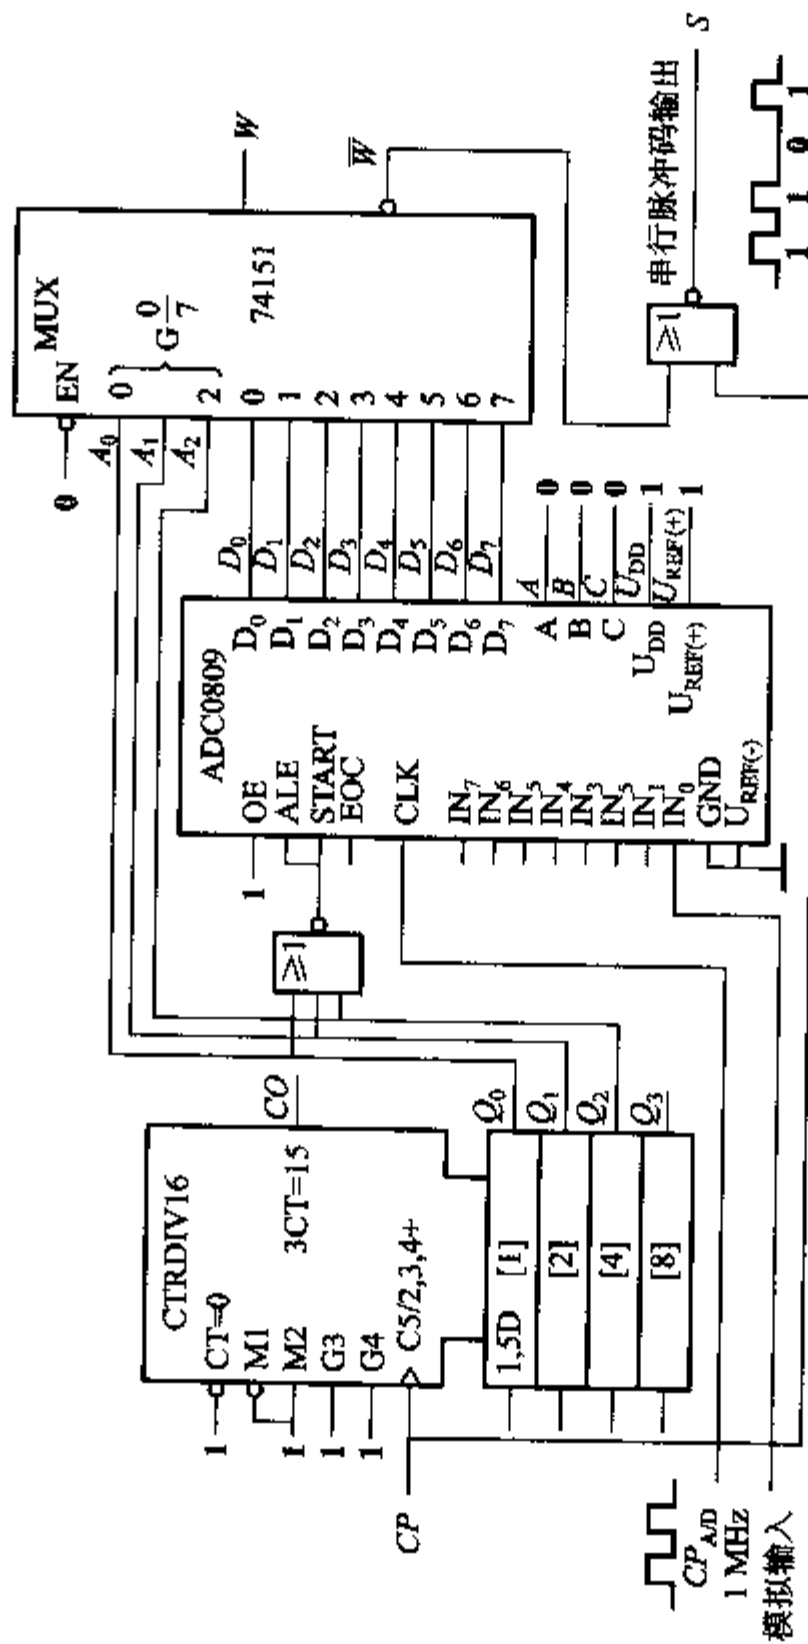 CTRDIV16
1
CT=0
M1
1
M2
1
G3
1
G4
3CT=15
CO
CP
C5/2,3,4+
1,5D
[1]
Q0
[2]
Q1
[4]
Q2
[8]
Q3
≥1
ADC0809
1
OE
ALE
START
EOC
CLK
IN7
IN6
IN5
IN4
IN3
IN5
IN1
IN0
GND
UREF(-)
D0
D0
D1
D1
D2
D2
D3
D3
D4
D4
D5
D5
D6
D6
D7
D7
A
A
0
B
B
0
C
C
0
UDD
UDD
1
UREF(+)
UREF(+)
1
MUX
0
EN
A0
0
A1
A2
2
G0/7
74151
0
1
2
3
4
5
6
7
W
W̅
≥1
串行脉冲码输出
S
1 1 0 1
CPA/D
1 MHz
模拟输入